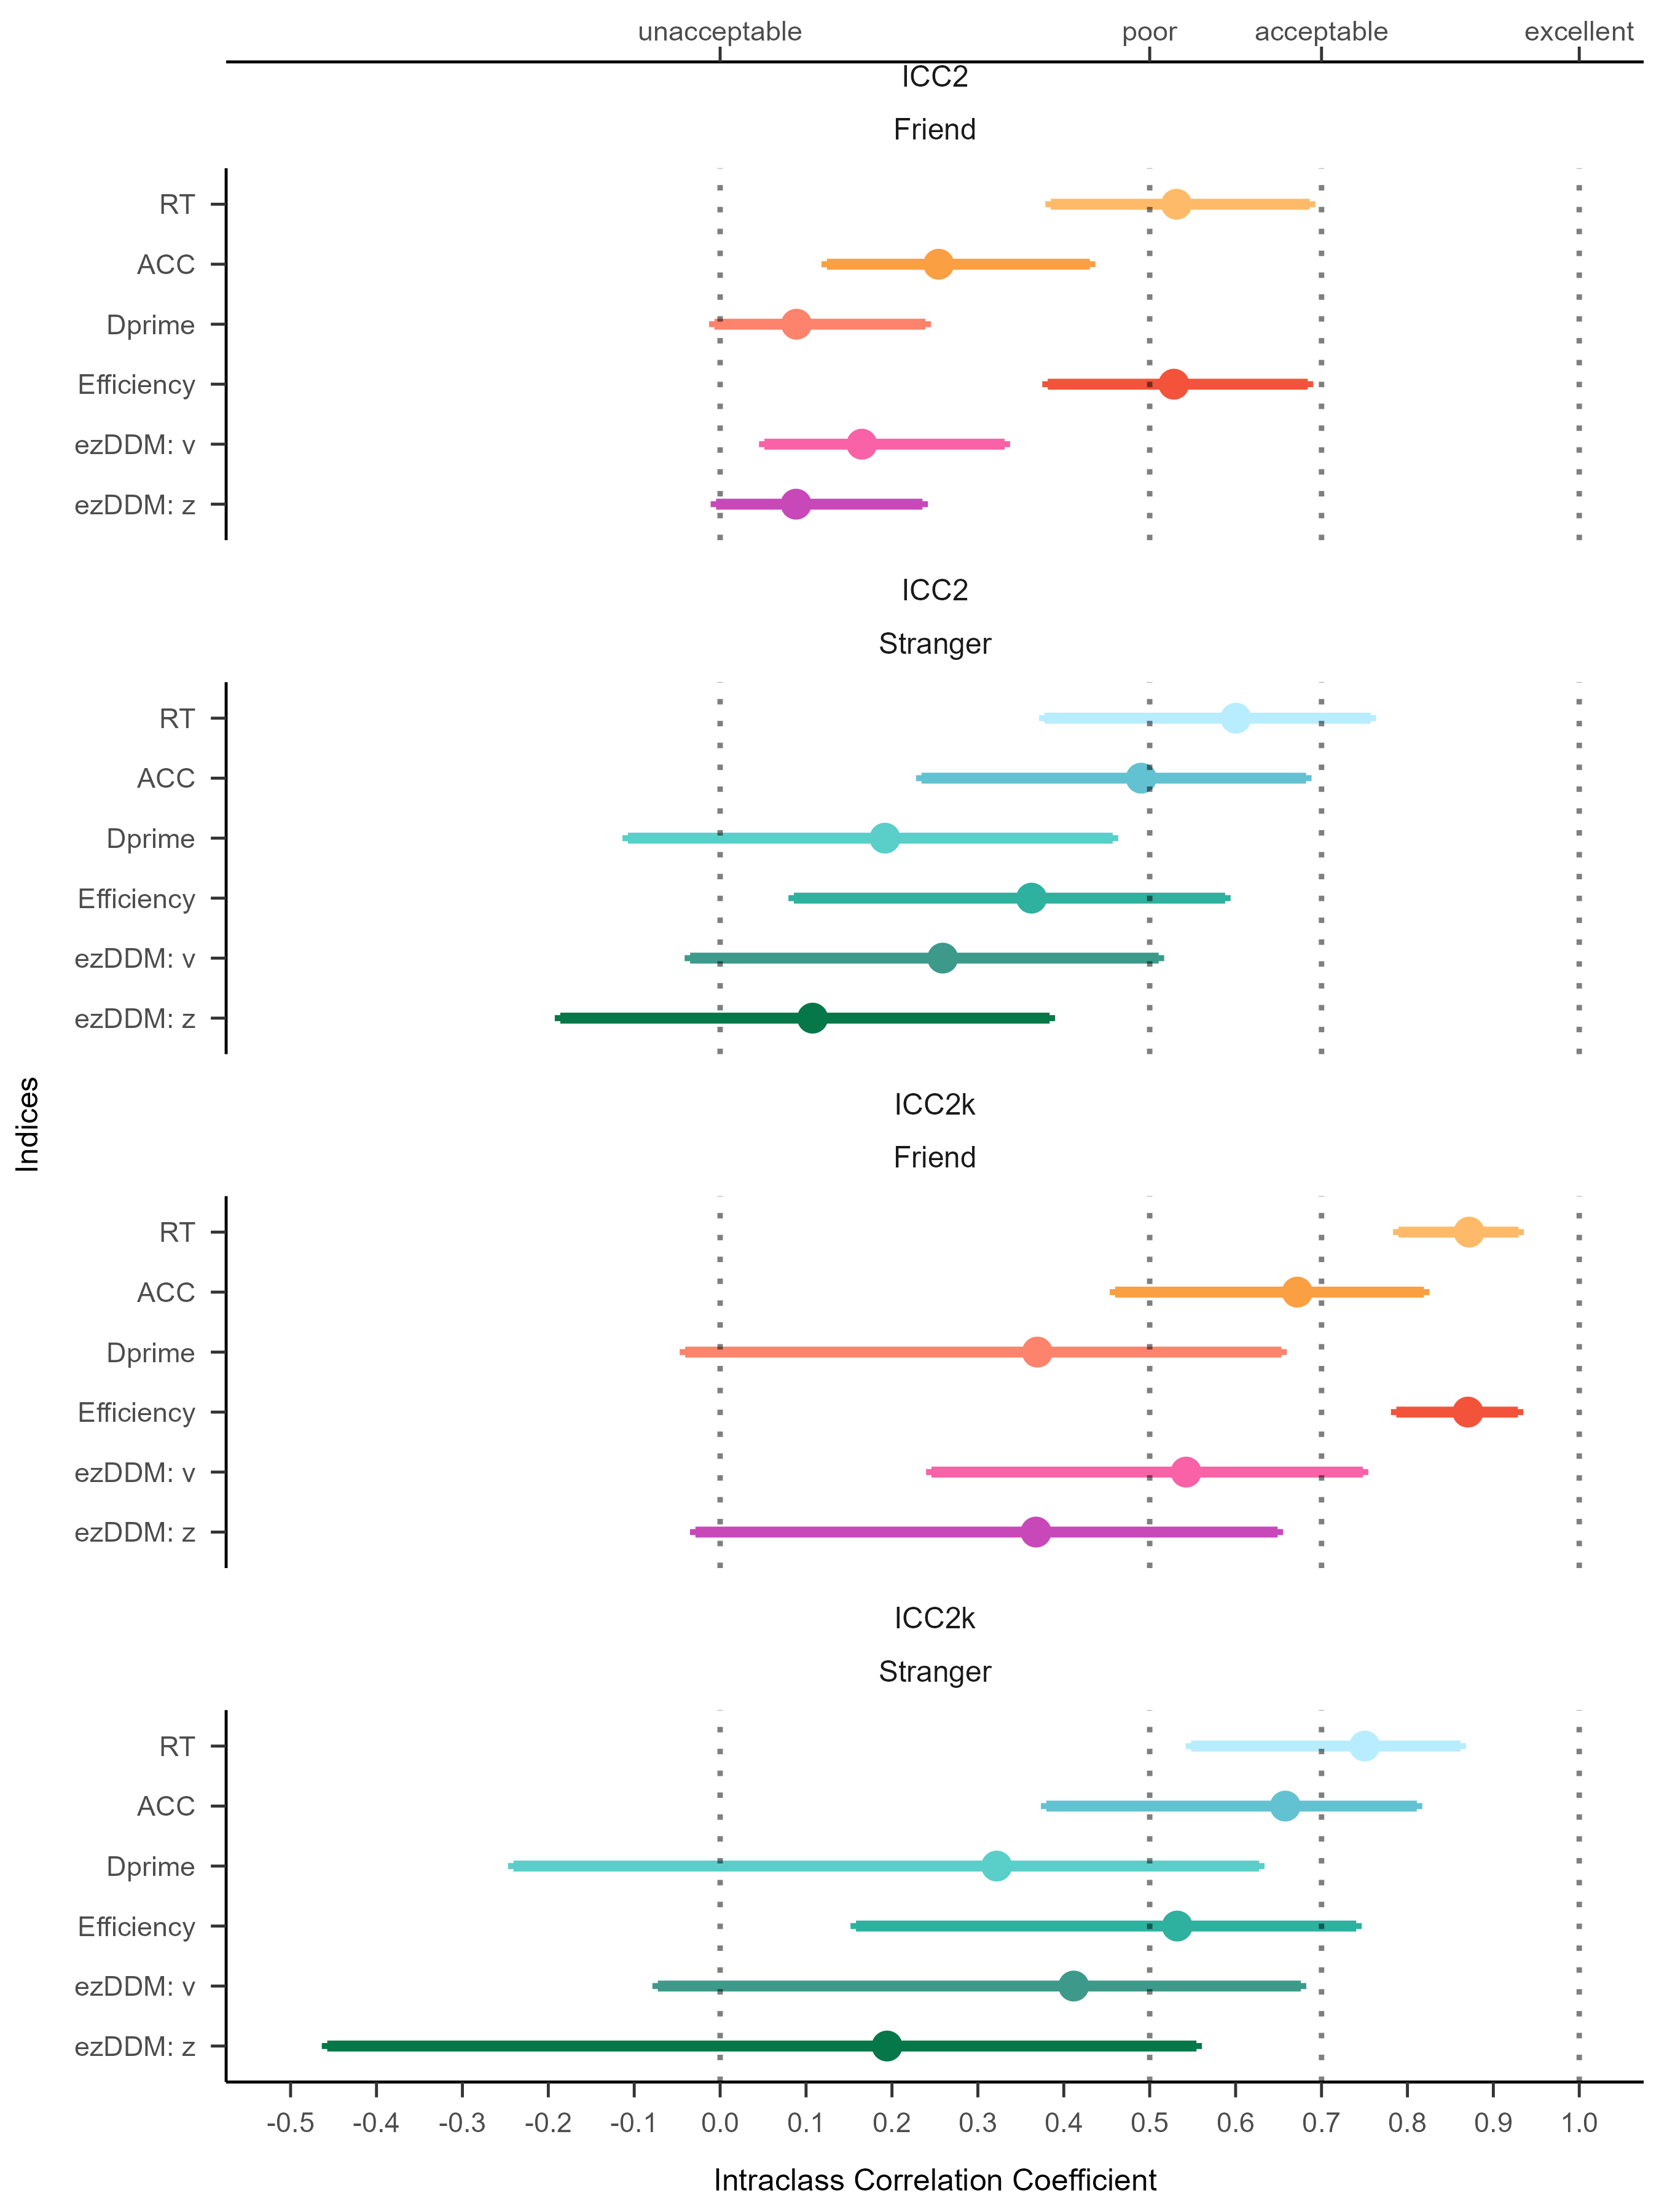 unacceptable poor acceptable excellent
ICC2
Friend
RT
ACC
Dprime
Efficiency
ezDDM: v
ezDDM: z
ICC2
Stranger
RT
ACC
Dprime
Efficiency
ezDDM: v
ezDDM: z
Indices
ICC2k
Friend
RT
ACC
Dprime
Efficiency
ezDDM: v
ezDDM: z
ICC2k
Stranger
RT
ACC
Dprime
Efficiency
ezDDM: v
ezDDM: z
-0.5 -0.4 -0.3 -0.2 -0.1 0.0 0.1 0.2 0.3 0.4 0.5 0.6 0.7 0.8 0.9 1.0
Intraclass Correlation Coefficient